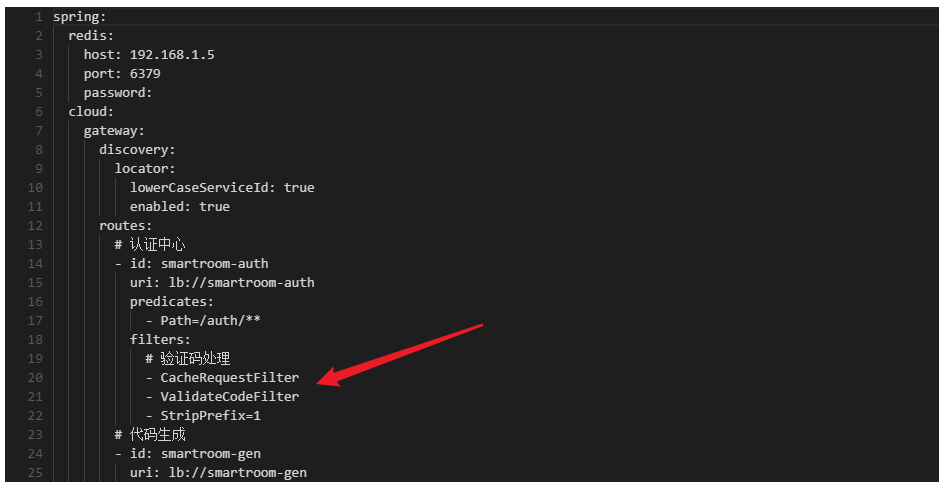 1 spring:
2 redis:
3 host: 192.168.1.5
4 port: 6379
5 password:
6 cloud:
7 gateway:
8 discovery:
9 locator:
10 lowerCaseServiceId: true
11 enabled: true
12 routes:
13 # 认证中心
14 - id: smartroom-auth
15 uri: lb://smartroom-auth
16 predicates:
17 - Path=/auth/**
18 filters:
19 # 验证码处理
20 - CacheRequestFilter
21 - ValidateCodeFilter
22 - StripPrefix=1
23 # 代码生成
24 - id: smartroom-gen
25 uri: lb://smartroom-gen